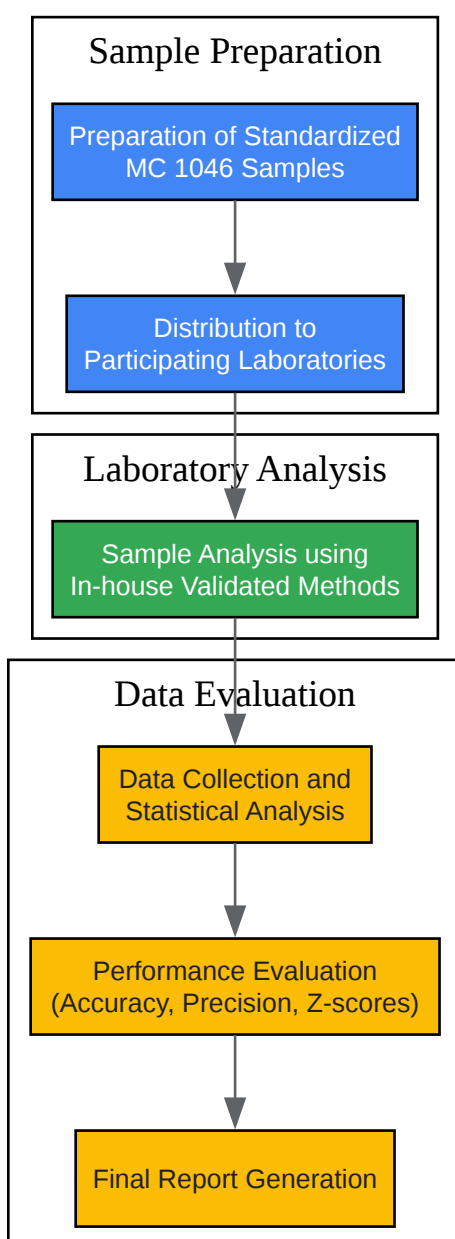 Sample Preparation
Preparation of Standardized
MC 1046 Samples
Distribution to
Participating Laboratories
Laboratory Analysis
Sample Analysis using
In-house Validated Methods
Data Evaluation
Data Collection and
Statistical Analysis
Performance Evaluation
(Accuracy, Precision, Z-scores)
Final Report Generation